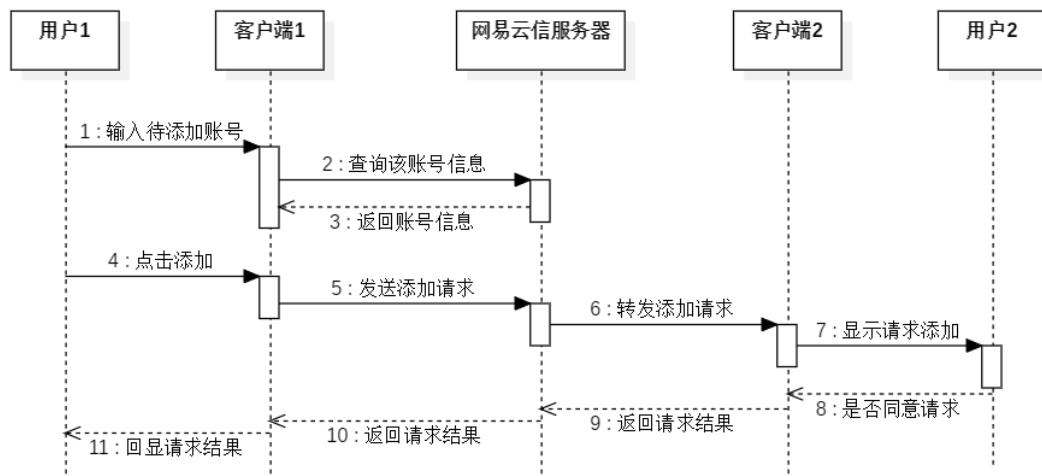 用户1
客户端1
网易云信服务器
客户端2
用户2
1 : 输入待添加账号
2 : 查询该账号信息
3 : 返回账号信息
4 : 点击添加
5 : 发送添加请求
6 : 转发添加请求
7 : 显示请求添加
8 : 是否同意请求
9 : 返回请求结果
10 : 返回请求结果
11 : 回显请求结果